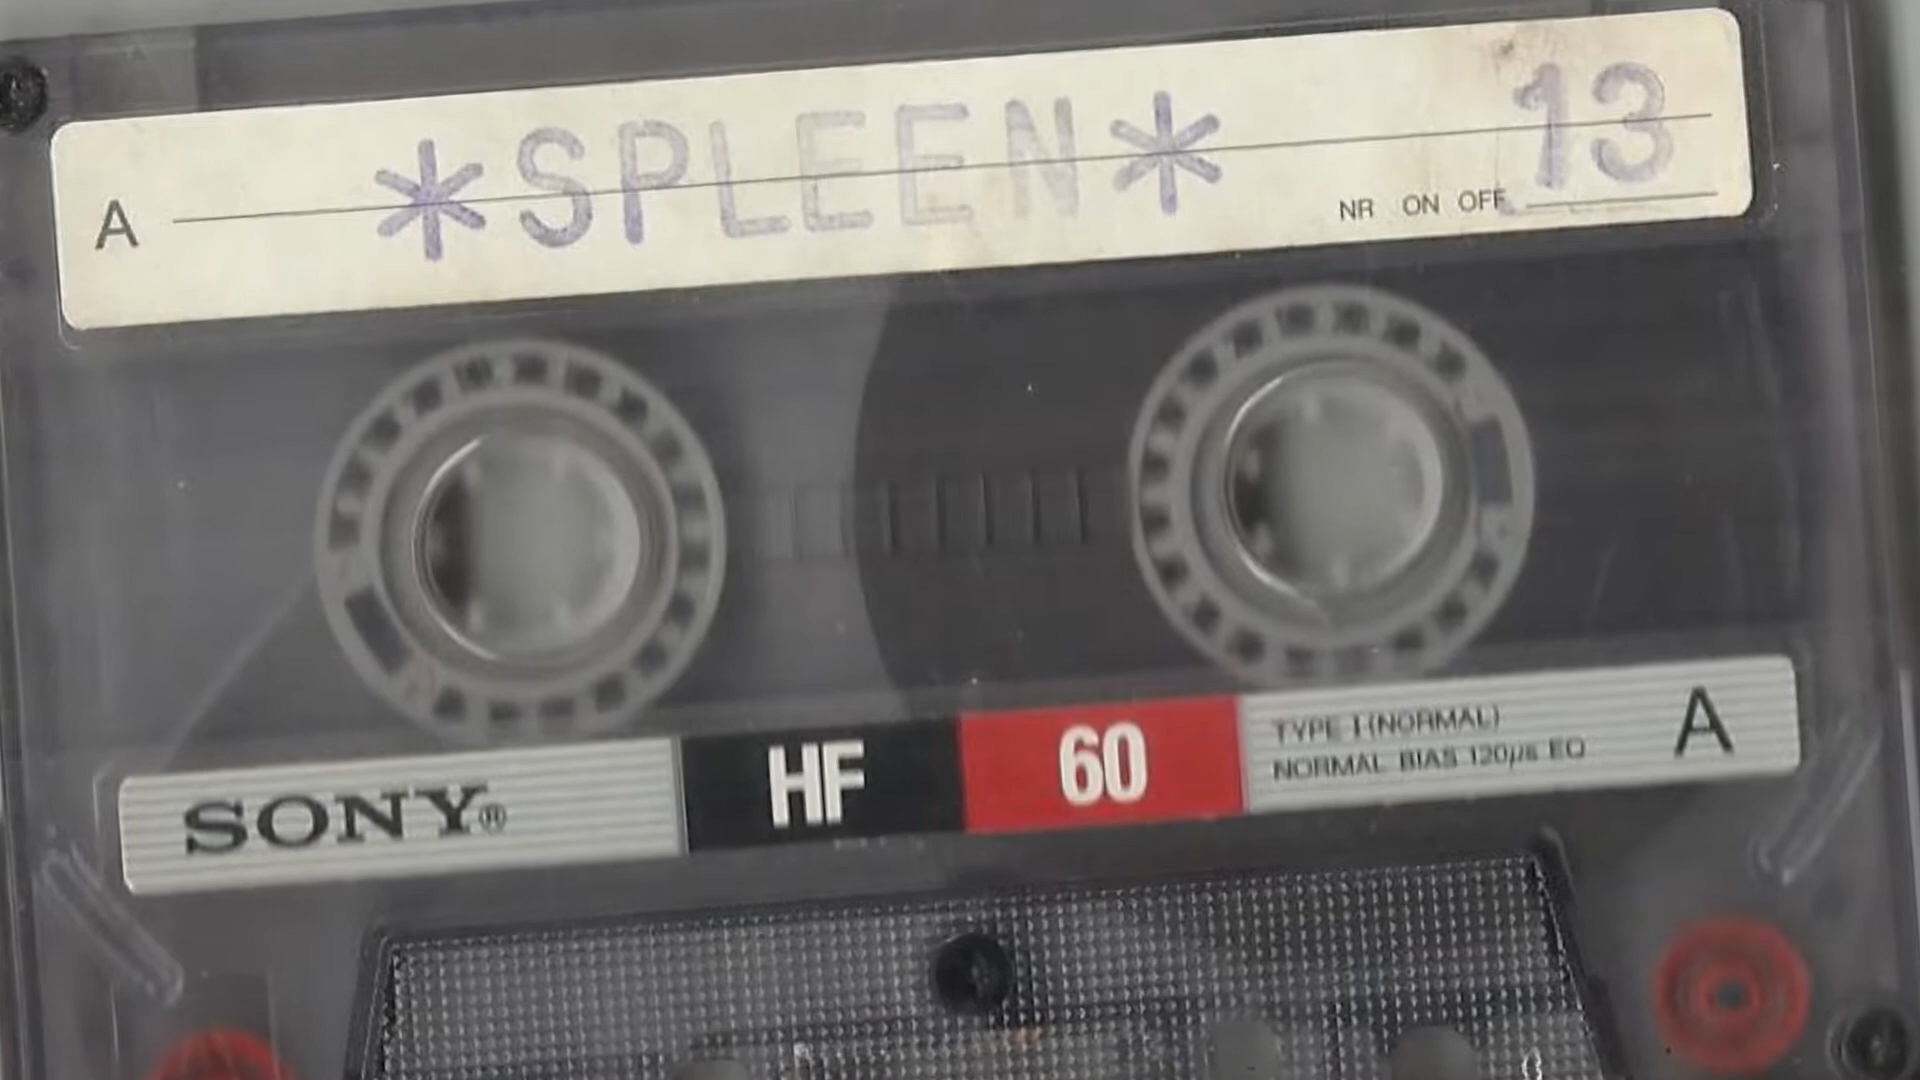 A *SPLEEN* 13
NR ON OFF
SONY® HF 60
TYPE I (NORMAL)
NORMAL BIAS 120μs EQ
A